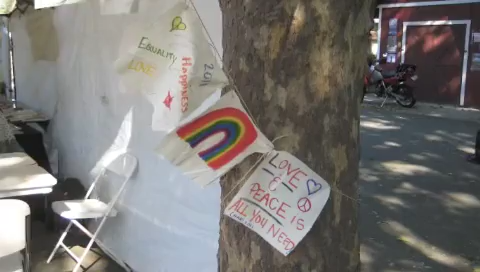 EQUALITY
LOVE
HAPPINESS
LOVE
&
PEACE IS
ALL YOU NEED